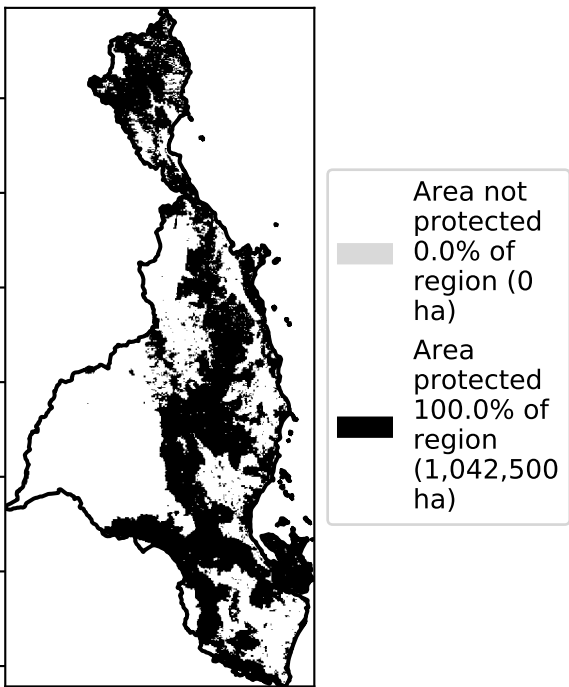 Area not
protected
0.0% of
region (0
ha)
Area
protected
100.0% of
region
(1,042,500
ha)